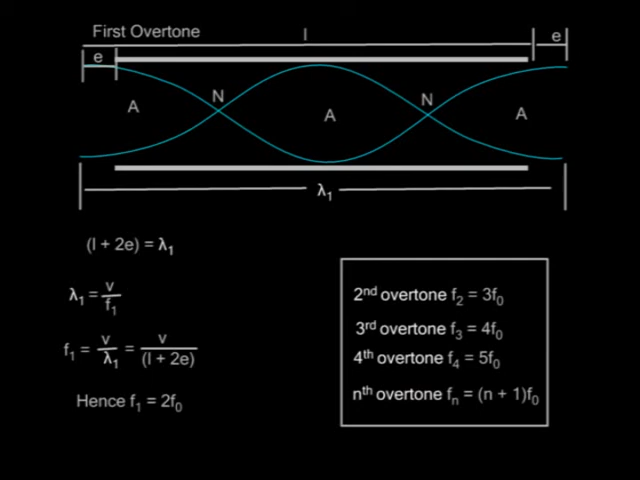 First Overtone
l
e
e
N
N
A
A
A
λ₁
(l + 2e) = λ₁
λ₁ = v/f₁
f₁ = v/λ₁ = v/(l + 2e)
Hence f₁ = 2f₀
2ⁿᵈ overtone f₂ = 3f₀
3ʳᵈ overtone f₃ = 4f₀
4ᵗʰ overtone f₄ = 5f₀
nᵗʰ overtone fₙ = (n + 1)f₀